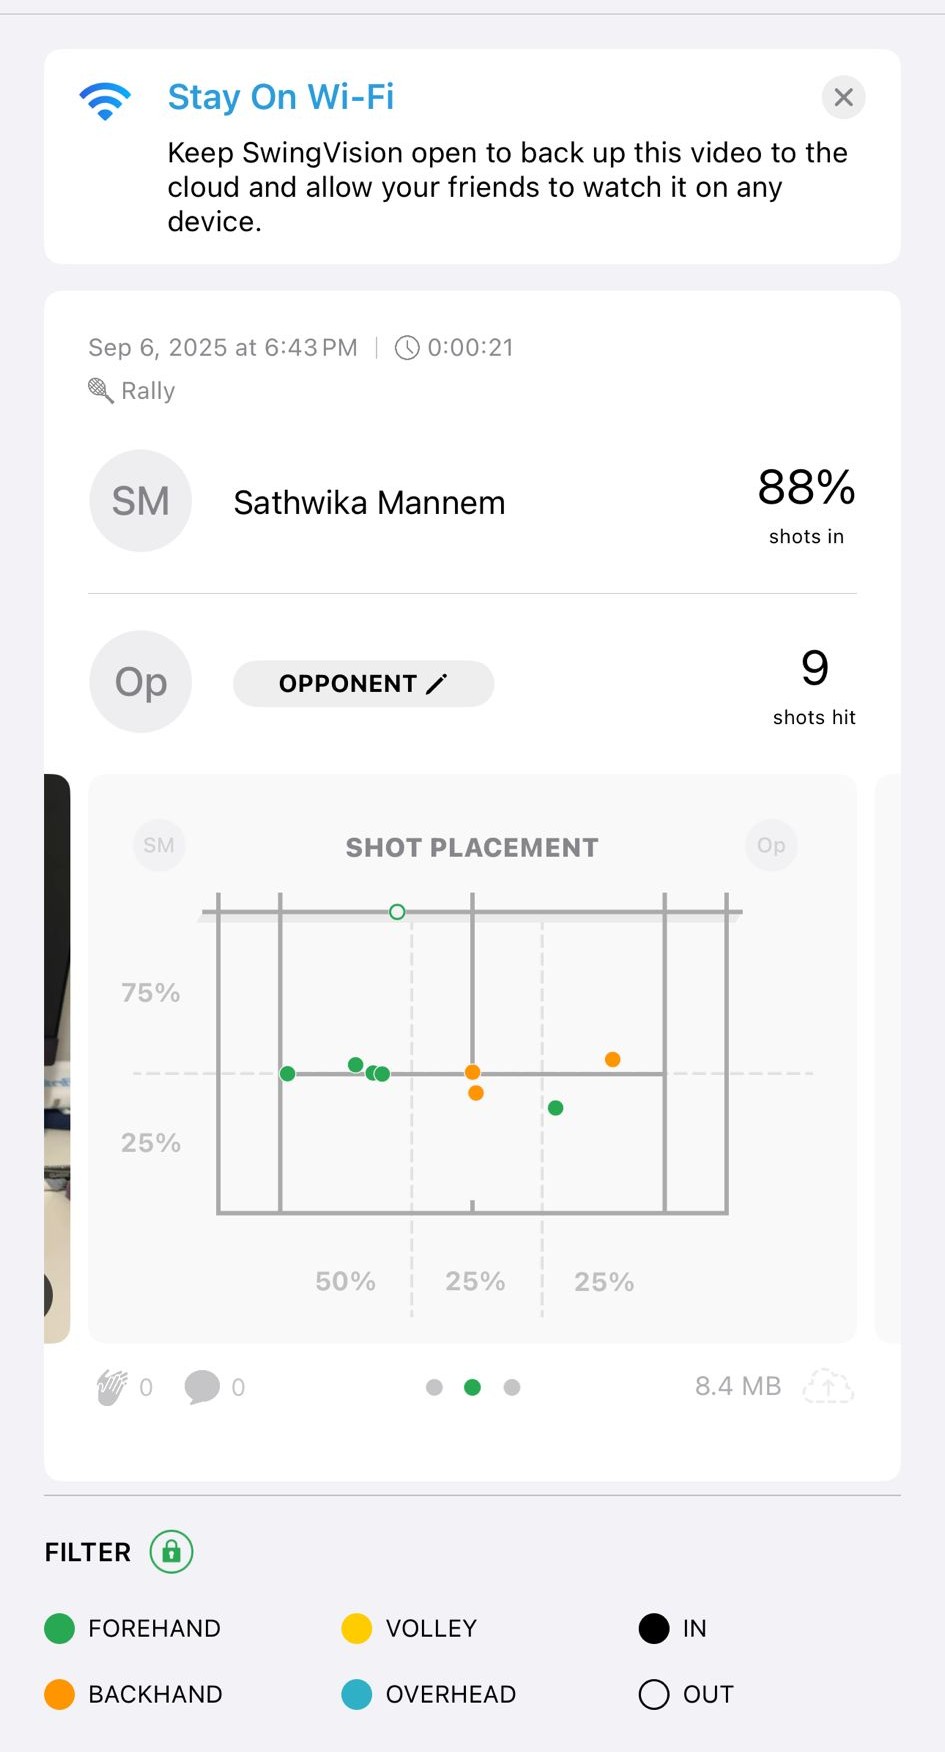 Stay On Wi-Fi
Keep SwingVision open to back up this video to the
cloud and allow your friends to watch it on any
device.
Sep 6, 2025 at 6:43 PM | 0:00:21
Rally
SM
Sathwika Mannem
88%
shots in
Op
OPPONENT
9
shots hit
SM
SHOT PLACEMENT
Op
75%
25%
50%
25%
25%
0
0
8.4 MB
FILTER
FOREHAND
VOLLEY
IN
BACKHAND
OVERHEAD
OUT